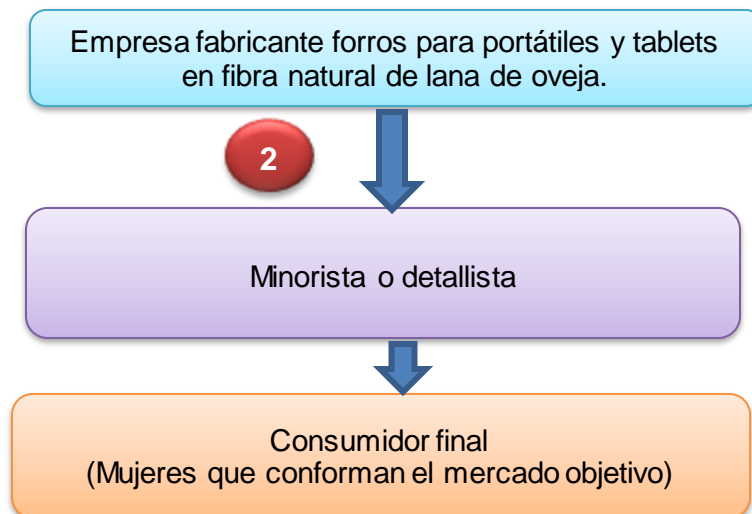 Empresa fabricante forros para portátiles y tablets
en fibra natural de lana de oveja.
2
Minorista o detallista
Consumidor final
(Mujeres que conforman el mercado objetivo)